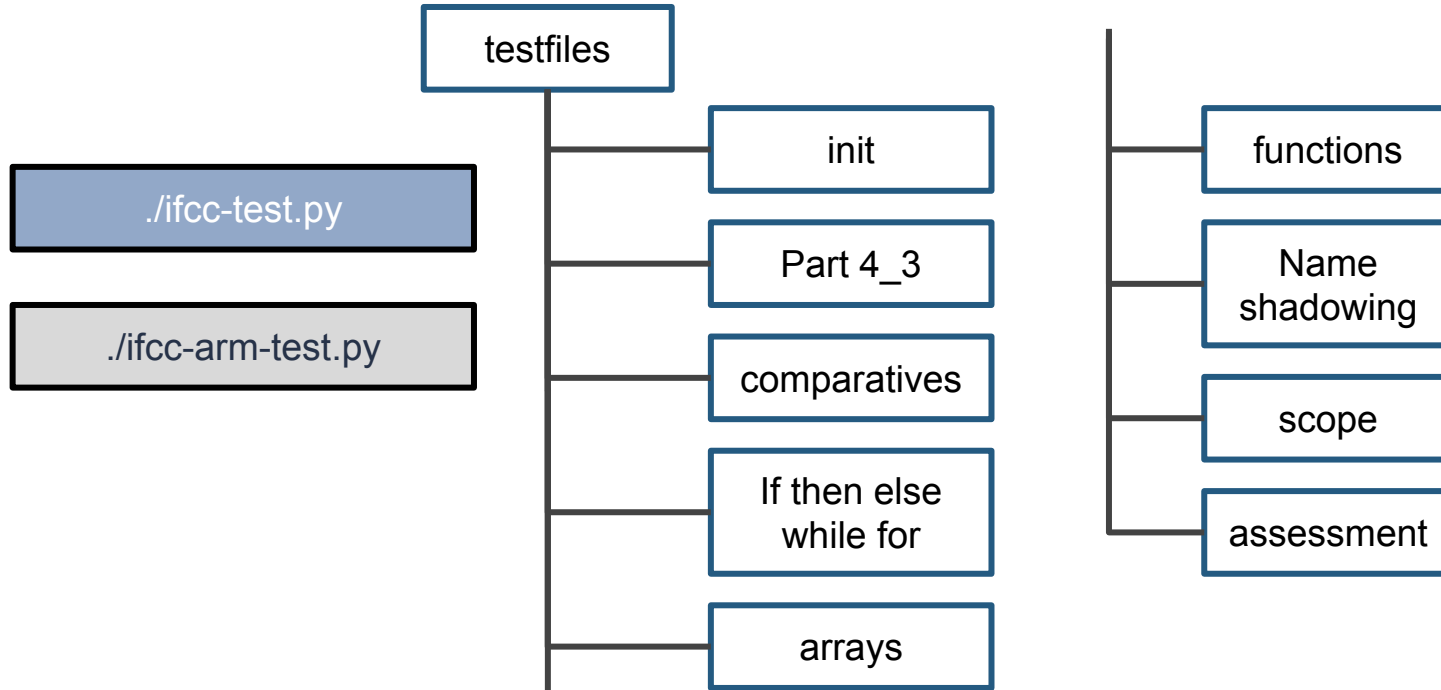 testfiles
./ifcc-test.py
./ifcc-arm-test.py
init
Part 4_3
comparatives
If then else
while for
arrays
functions
Name
shadowing
scope
assessment